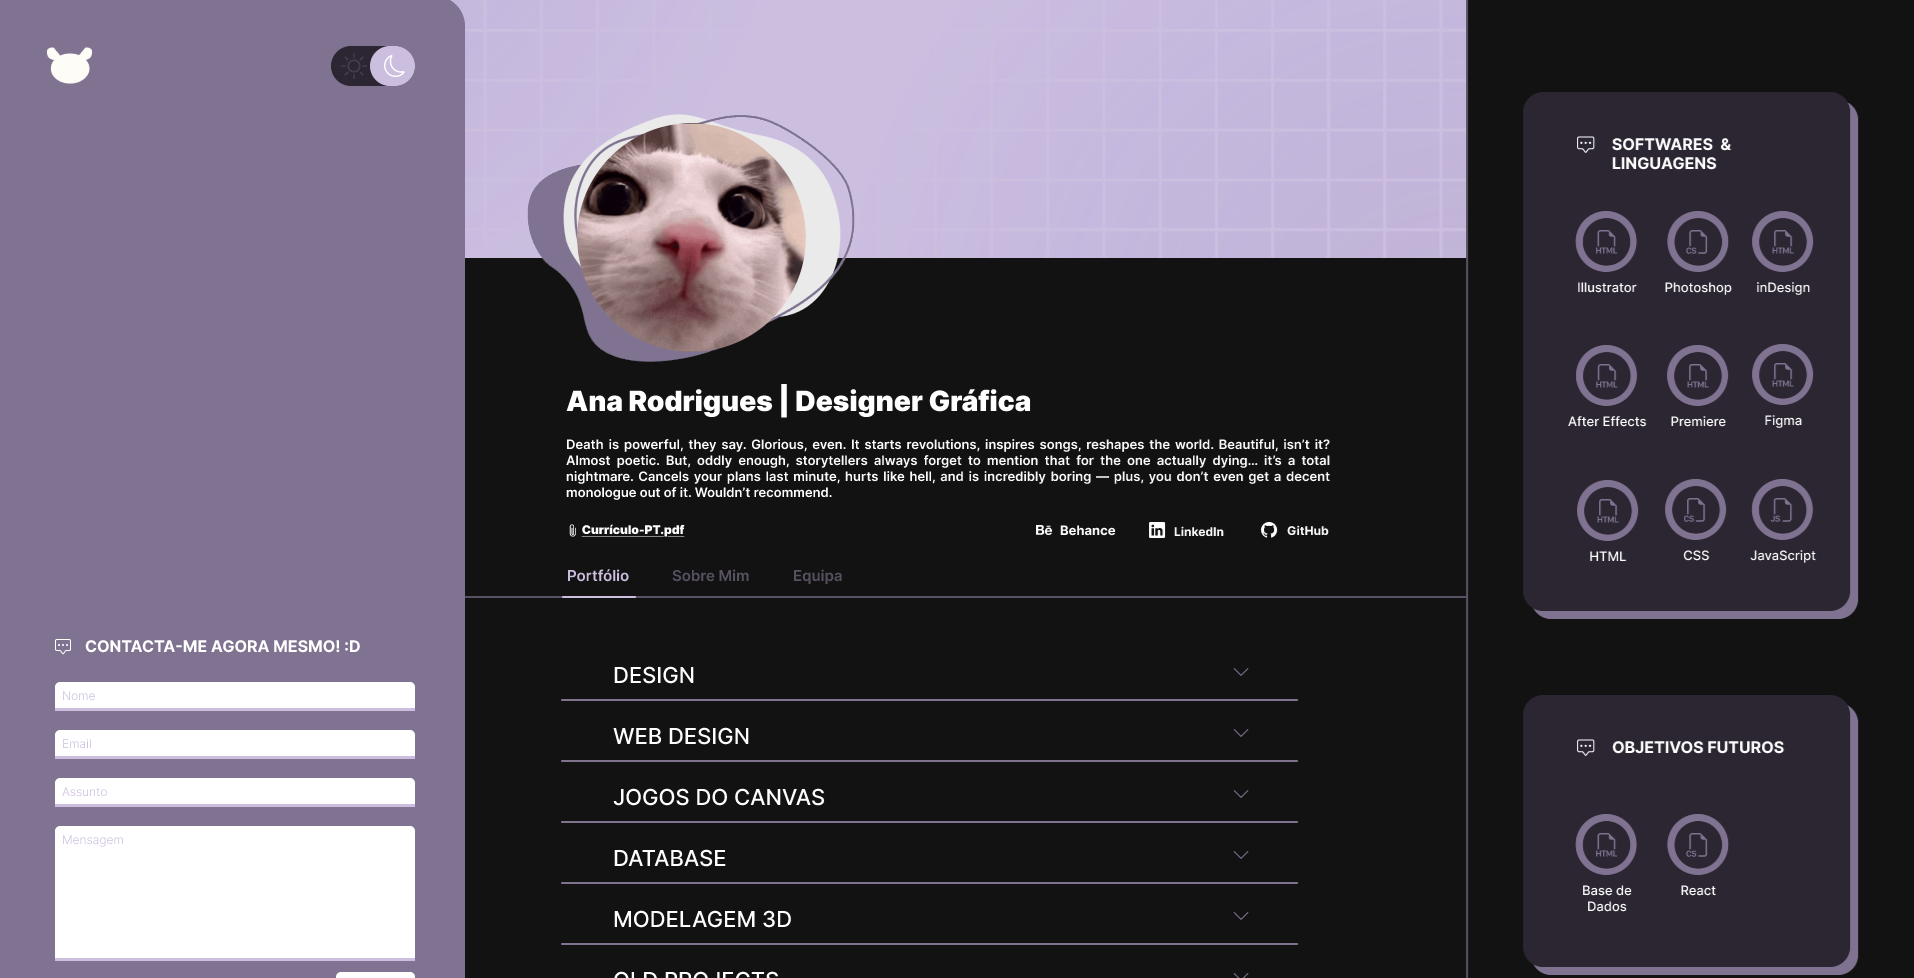 CONTACTA-ME AGORA MESMO! :D
Nome
Email
Assunto
Mensagem
Ana Rodrigues | Designer Gráfica
Death is powerful, they say. Glorious, even. It starts revolutions, inspires songs, reshapes the world. Beautiful, isn't it?
Almost poetic. But, oddly enough, storytellers always forget to mention that for the one actually dying... it's a total
nightmare. Cancels your plans last minute, hurts like hell, and is incredibly boring — plus, you don't even get a decent
monologue out of it. Wouldn't recommend.
Currículo-PT.pdf
Bē Behance
in LinkedIn
GitHub
Portfólio Sobre Mim Equipa
DESIGN
WEB DESIGN
JOGOS DO CANVAS
DATABASE
MODELAGEM 3D
OLD PROJECTS
SOFTWARES &
LINGUAGENS
HTML CS HTML
Illustrator Photoshop inDesign
HTML HTML HTML
After Effects Premiere Figma
HTML CS JS
HTML CSS JavaScript
OBJETIVOS FUTUROS
HTML CS
Base de
Dados
React